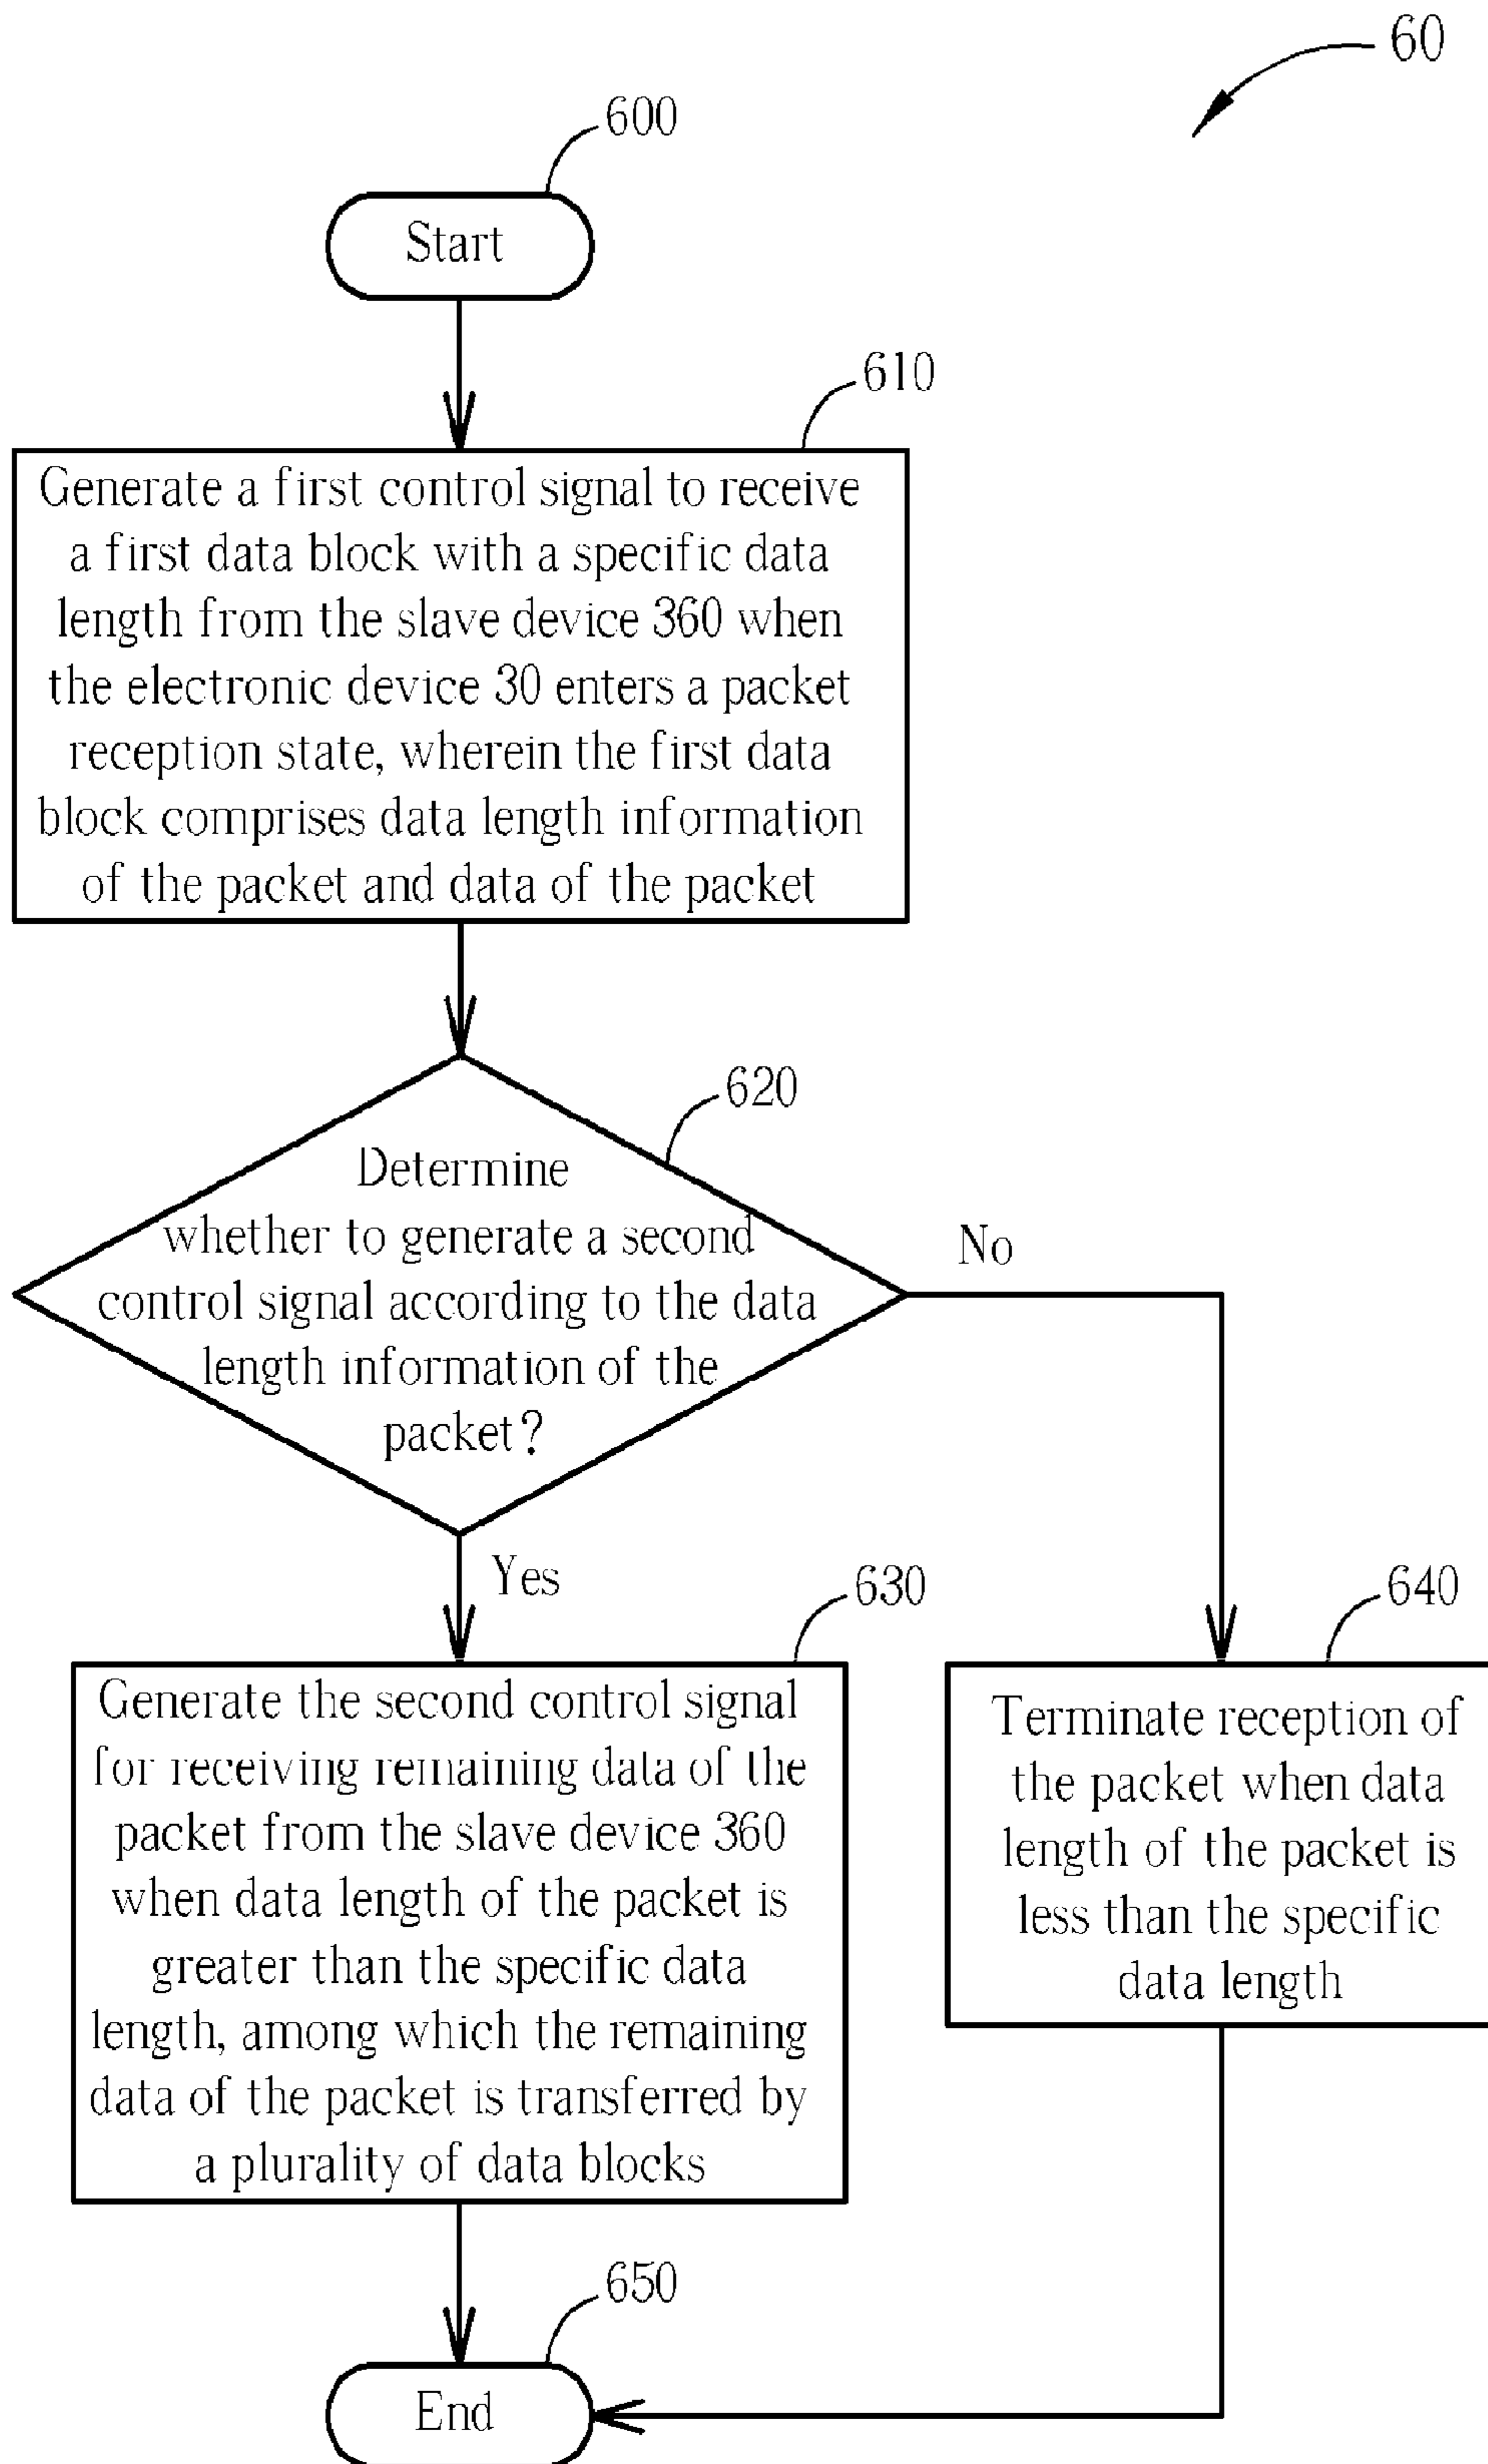 60
600
Start
610
Generate a first control signal to receive
a first data block with a specific data
length from the slave device 360 when
the electronic device 30 enters a packet
reception state, wherein the first data
block comprises data length information
of the packet and data of the packet
620
Determine
whether to generate a second
control signal according to the data
length information of the
packet?
No
Yes
630
Generate the second control signal
for receiving remaining data of the
packet from the slave device 360
when data length of the packet is
greater than the specific data
length, among which the remaining
data of the packet is transferred by
a plurality of data blocks
640
Terminate reception of
the packet when data
length of the packet is
less than the specific
data length
650
End